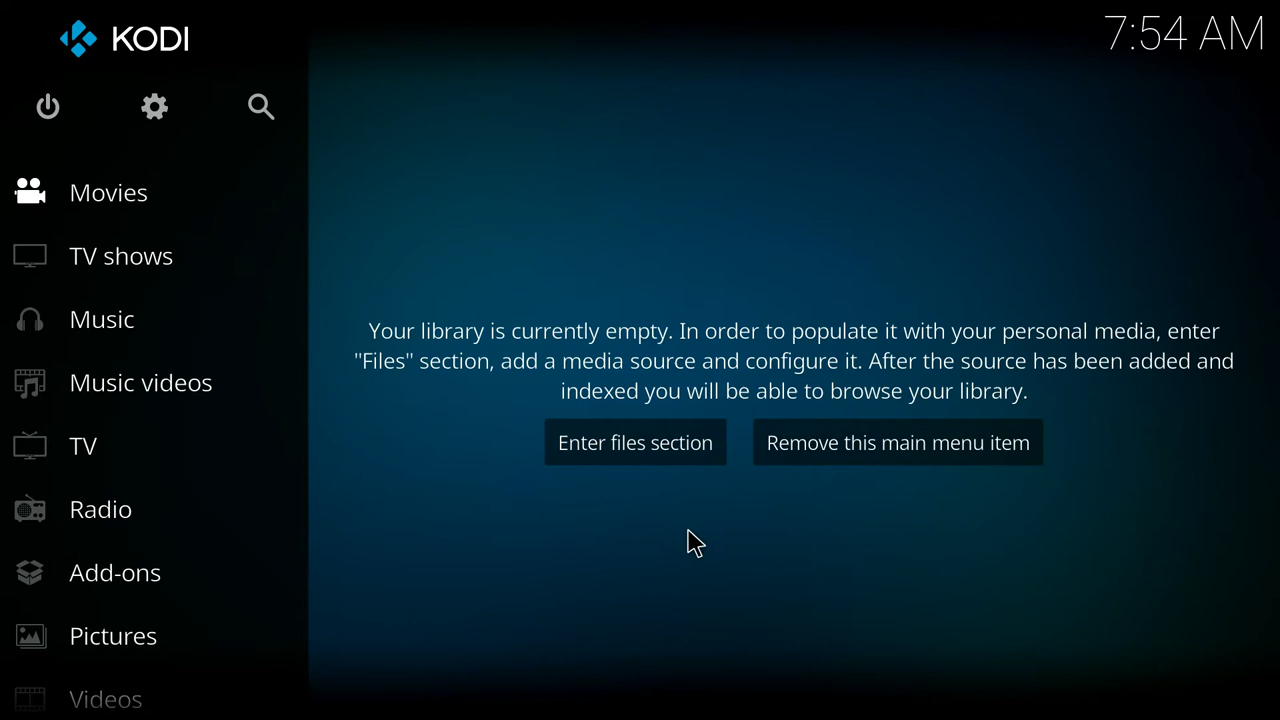 KODI
7:54 AM
Movies
TV shows
Music
Music videos
TV
Radio
Add-ons
Pictures
Videos
Your library is currently empty. In order to populate it with your personal media, enter
"Files" section, add a media source and configure it. After the source has been added and
indexed you will be able to browse your library.
Enter files section
Remove this main menu item